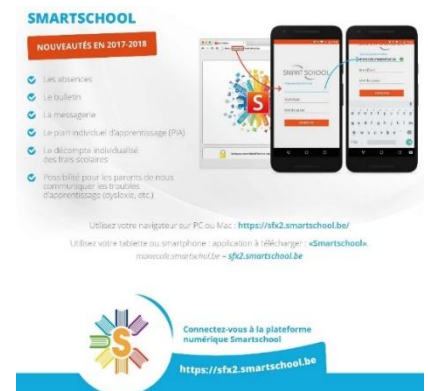 SMARTSCHOOL
NOUVEAUTÉS EN 2017-2018
Les absences
Le bulletin
La messagerie
Le plan individuel d'apprentissage (PIA)
Le décompte individualisé
des frais scolaires
Possibilité pour les parents de nous
communiquer les troubles
d'apprentissage (dyslexie, etc.)
SMART SCHOOL
S
Utilisez votre navigateur sur PC ou Mac : https://sfx2.smartschool.be/
Utilisez votre tablette ou smartphone : application à télécharger : «Smartschool».
monecole.smartschol.be – sfx2.smartschool.be
S
Connectez-vous à la plateforme
numérique Smartschool
https://sfx2.smartschool.be